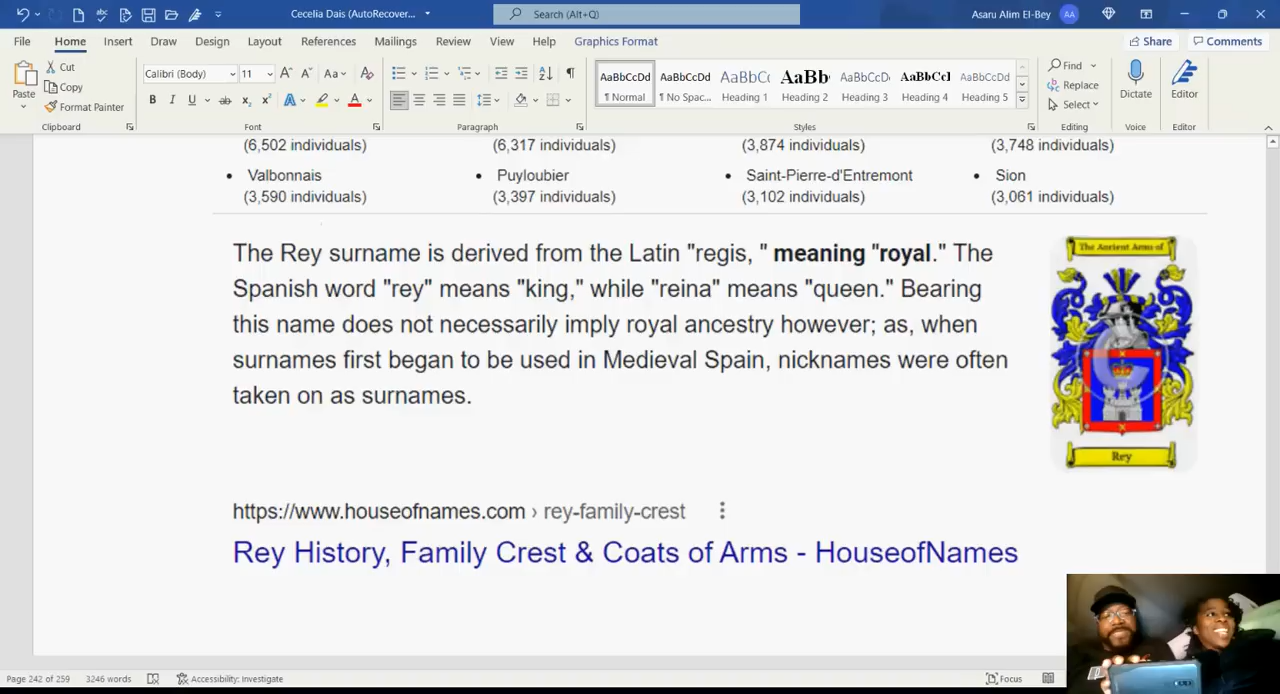 Cecelia Dais (AutoRecover...
Search (Alt+Q)
Asaru Alim El-Bey
AA
File Home Insert Draw Design Layout References Mailings Review View Help Graphics Format
Share Comments
Paste
Cut
Copy
Format Painter
Calibri (Body) 11
AaBbCcDd AaBbCcDd AaBbCc AaBb AaBbCcDd AaBbCcI AaBbCcDd
¶ Normal ¶ No Spac... Heading 1 Heading 2 Heading 3 Heading 4 Heading 5
Find
Replace
Select
Dictate
Editor
Clipboard Font Paragraph Styles Editing Voice Editor
(6,502 individuals) (6,317 individuals) (3,874 individuals) (3,748 individuals)
• Valbonnais • Puyloubier • Saint-Pierre-d'Entremont • Sion
(3,590 individuals) (3,397 individuals) (3,102 individuals) (3,061 individuals)
The Rey surname is derived from the Latin "regis, " meaning "royal." The
Spanish word "rey" means "king," while "reina" means "queen." Bearing
this name does not necessarily imply royal ancestry however; as, when
surnames first began to be used in Medieval Spain, nicknames were often
taken on as surnames.
The Ancient Arms of
Rey
https://www.houseofnames.com › rey-family-crest
Rey History, Family Crest & Coats of Arms - HouseofNames
Page 242 of 259 3246 words Accessibility: Investigate Focus